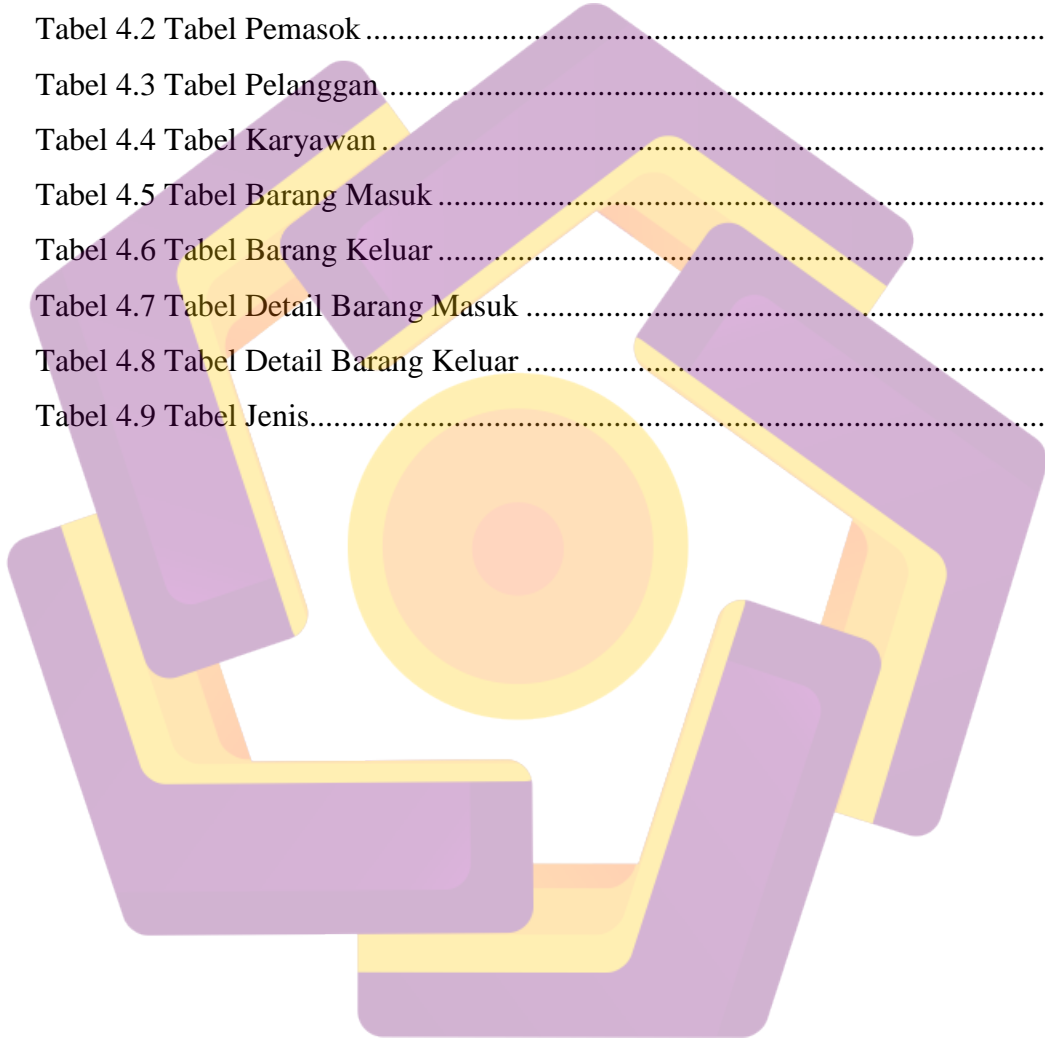 Tabel 4.2 Tabel Pemasok ....................................................................................
Tabel 4.3 Tabel Pelanggan..................................................................................
Tabel 4.4 Tabel Karyawan ..................................................................................
Tabel 4.5 Tabel Barang Masuk ...........................................................................
Tabel 4.6 Tabel Barang Keluar ...........................................................................
Tabel 4.7 Tabel Detail Barang Masuk ................................................................
Tabel 4.8 Tabel Detail Barang Keluar .................................................................
Tabel 4.9 Tabel Jenis...........................................................................................